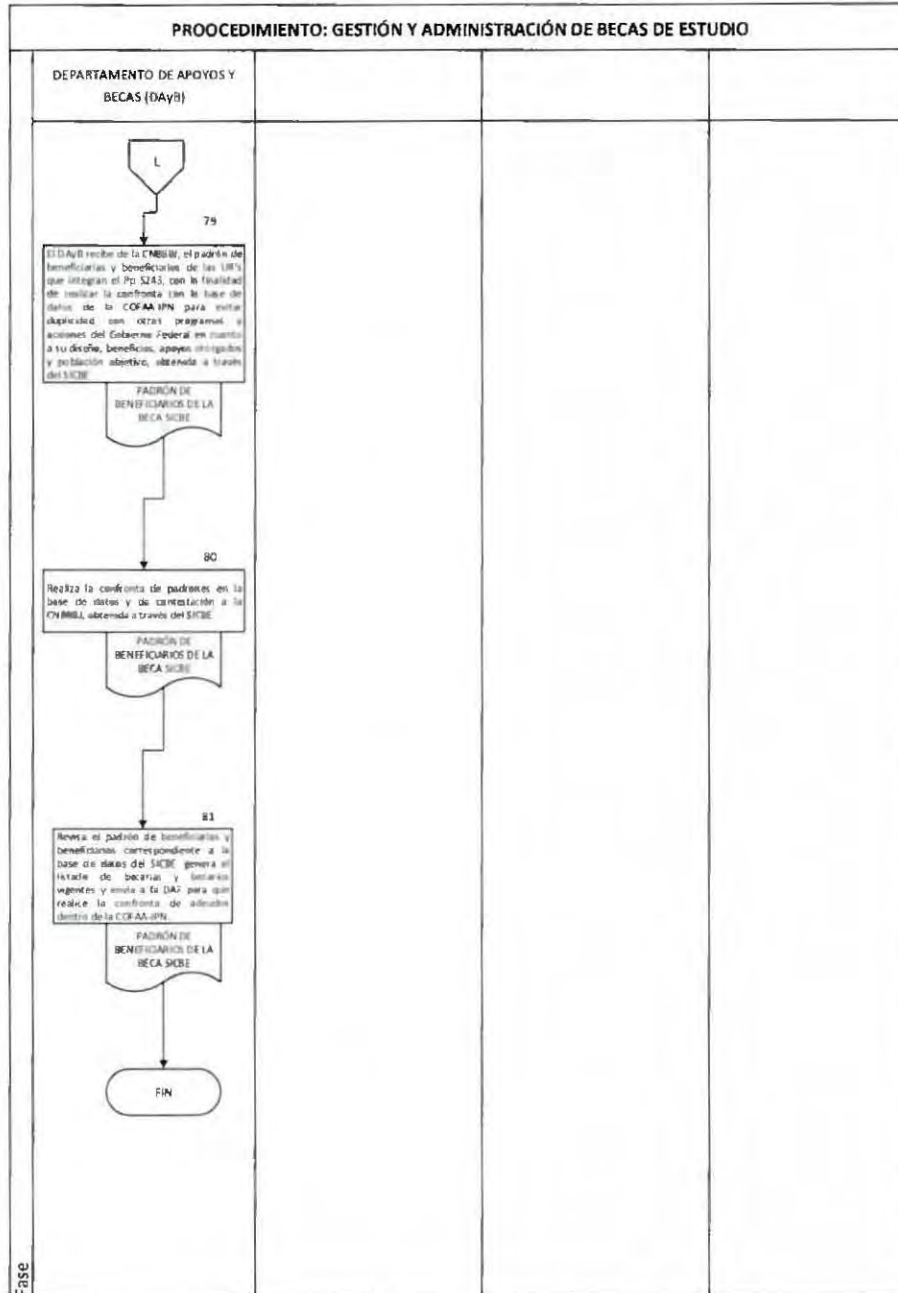 PROOCEDIMIENTO: GESTIÓN Y ADMINISTRACIÓN DE BECAS DE ESTUDIO
DEPARTAMENTO DE APOYOS Y
BECAS (DAyB)
L
79
El DAyB recibe de la CNBBBJ, el padrón de
beneficiarias y beneficiarios de las UR's
que integran el Pp S243, con la finalidad
de realizar la confronta con la base de
datos de la COFAA-IPN para evitar
duplicidad con otros programas y
acciones del Gobierno Federal en cuanto
a su diseño, beneficios, apoyos otorgados
y población objetivo, obtenida a través
del SICBE
PADRÓN DE
BENEFICIARIOS DE LA
BECA SICBE
80
Realiza la confronta de padrones en la
base de datos y da contestación a la
CNBBBJ, obtenida a través del SICBE
PADRÓN DE
BENEFICIARIOS DE LA
BECA SICBE
81
Revisa el padrón de beneficiarias y
beneficiarios correspondiente a la
base de datos del SICBE genera el
listado de becarias y becarios
vigentes y envía a la DAF para que
realice la confronta de adeudos
dentro de la COFAA-IPN.
PADRÓN DE
BENEFICIARIOS DE LA
BECA SICBE
FIN
Fase